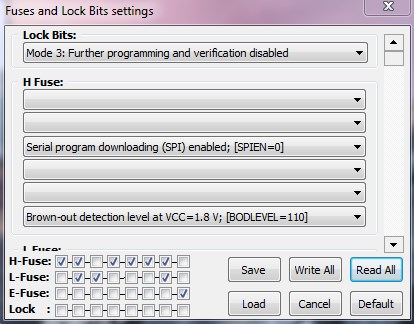 Fuses and Lock Bits settings
Lock Bits:
Mode 3: Further programming and verification disabled
H Fuse:
Serial program downloading (SPI) enabled; [SPIEN=0]
Brown-out detection level at VCC=1.8 V; [BODLEVEL=110]
L Fuse:
H-Fuse:
L-Fuse:
E-Fuse:
Lock :
Save
Write All
Read All
Load
Cancel
Default